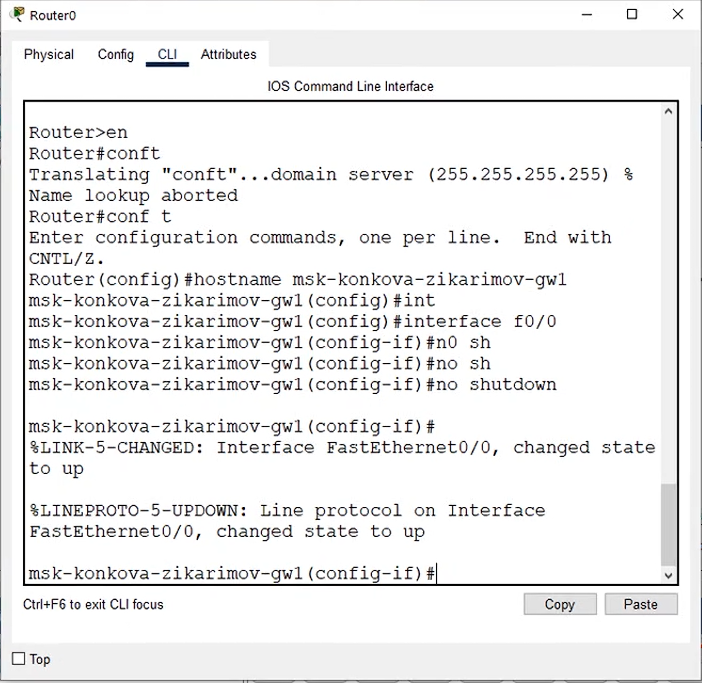 Router0
Physical Config CLI Attributes
IOS Command Line Interface
Router>en
Router#conft
Translating "conft"...domain server (255.255.255.255) %
Name lookup aborted
Router#conf t
Enter configuration commands, one per line.  End with
CNTL/Z.
Router(config)#hostname msk-konkova-zikarimov-gw1
msk-konkova-zikarimov-gw1(config)#int
msk-konkova-zikarimov-gw1(config)#interface f0/0
msk-konkova-zikarimov-gw1(config-if)#n0 sh
msk-konkova-zikarimov-gw1(config-if)#no sh
msk-konkova-zikarimov-gw1(config-if)#no shutdown
msk-konkova-zikarimov-gw1(config-if)#
%LINK-5-CHANGED: Interface FastEthernet0/0, changed state
to up
%LINEPROTO-5-UPDOWN: Line protocol on Interface
FastEthernet0/0, changed state to up
msk-konkova-zikarimov-gw1(config-if)#
Ctrl+F6 to exit CLI focus Copy Paste
Top